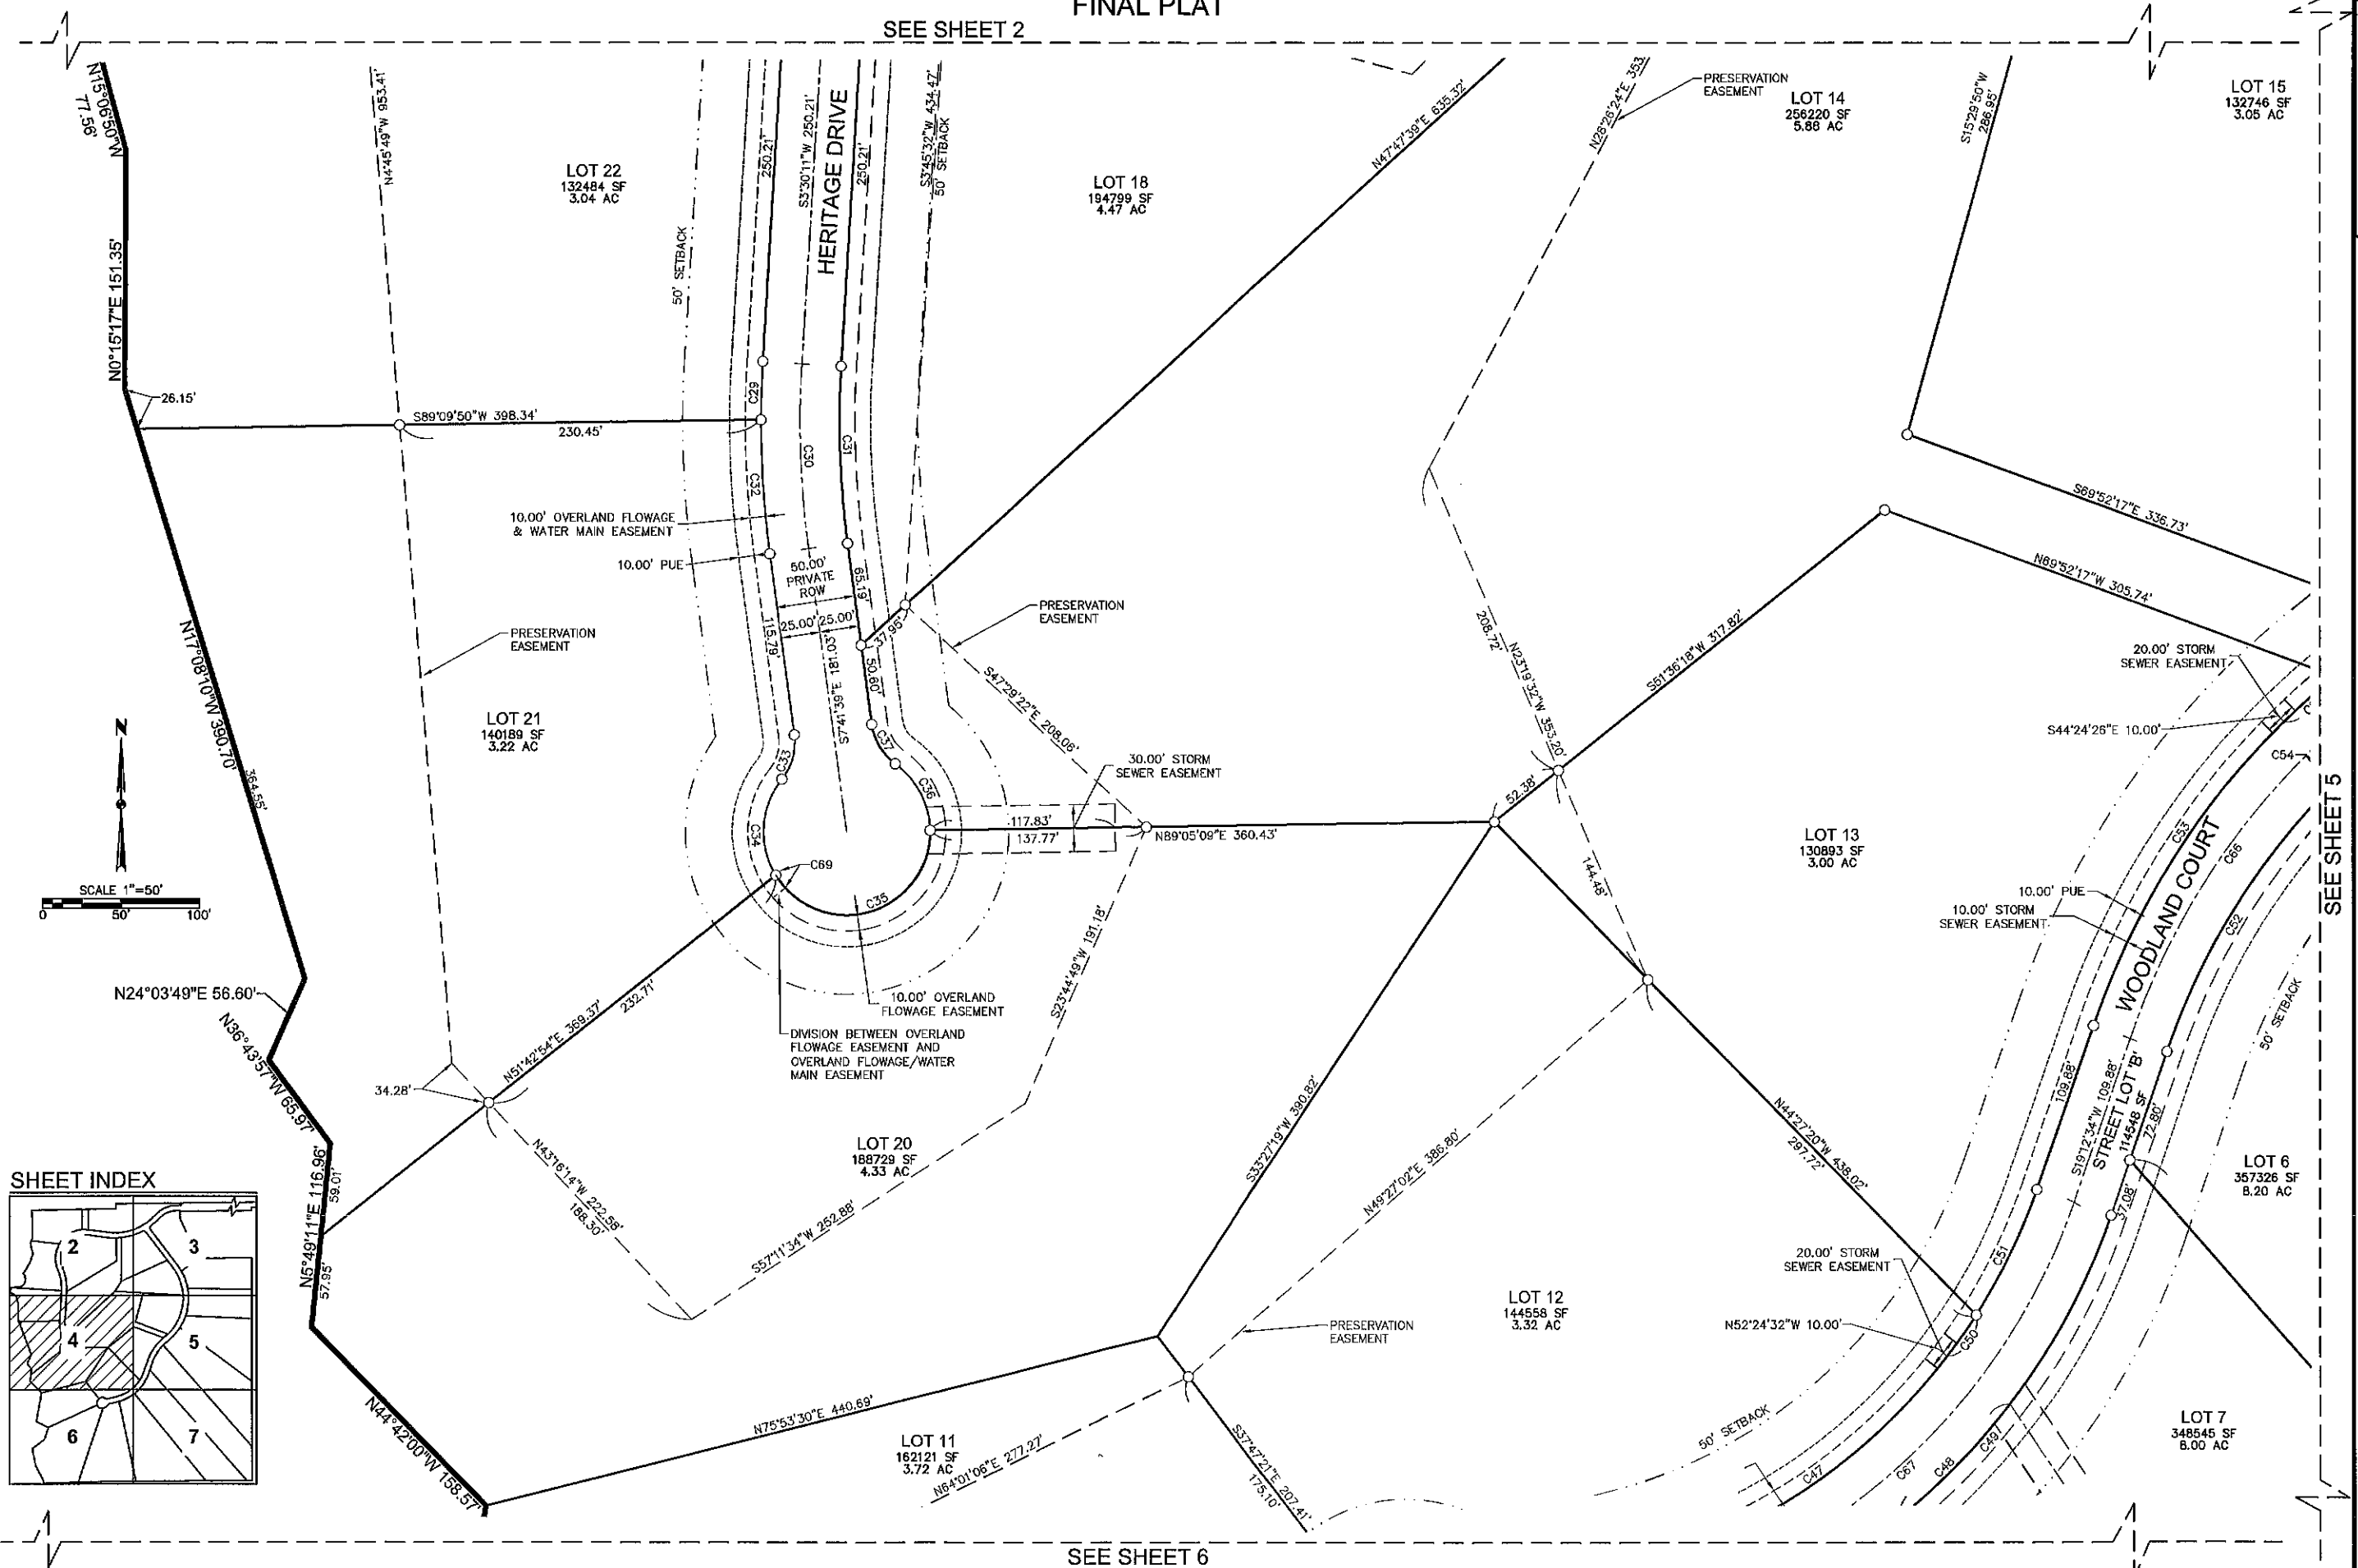 FINAL PLAT
SEE SHEET 2
N15°06'50"W
77.56'
N4°45'49"W 953.41'
LOT 22
132484 SF
3.04 AC
50' SETBACK
250.21'
S3°30'11"W 250.21'
HERITAGE DRIVE
250.21'
S3°45'32"W 434.47'
50' SETBACK
LOT 18
194799 SF
4.47 AC
N47°47'39"E 635.32'
N28°26'24"E 353
PRESERVATION
EASEMENT
LOT 14
256220 SF
5.88 AC
S15°29'50"W
286.95'
LOT 15
132746 SF
3.05 AC
N0°15'17"E 151.35'
26.15'
S89°09'50"W 398.34'
230.45'
C29
C30
C31
C32
10.00' OVERLAND FLOWAGE
& WATER MAIN EASEMENT
10.00' PUE
50.00'
PRIVATE
ROW
65.19'
25.00' 25.00'
115.79'
S7°41'39"E 181.03'
37.95'
50.60'
PRESERVATION
EASEMENT
S47°29'22"E 208.06'
N17°08'10"W 390.70'
364.55'
PRESERVATION
EASEMENT
LOT 21
140189 SF
3.22 AC
C33
C37
C36
C34
C69
C35
30.00' STORM
SEWER EASEMENT
117.83'
137.77'
N89°05'09"E 360.43'
S69°52'17"E 336.73'
N69°52'17"W 305.74'
S51°36'18"W 317.82'
208.72'
N23°19'32"W 353.20'
52.38'
144.48'
LOT 13
130893 SF
3.00 AC
20.00' STORM
SEWER EASEMENT
S44°24'26"E 10.00'
C54
SEE SHEET 5
C53
C66
WOODLAND COURT
C52
10.00' PUE
10.00' STORM
SEWER EASEMENT
N
SCALE 1"=50'
0 50' 100'
N24°03'49"E 56.60'
N36°43'57"W 65.97'
34.28'
N51°42'54"E 369.37'
232.71'
S23°44'49"W 191.18'
10.00' OVERLAND
FLOWAGE EASEMENT
DIVISION BETWEEN OVERLAND
FLOWAGE EASEMENT AND
OVERLAND FLOWAGE/WATER
MAIN EASEMENT
50' SETBACK
109.88'
S19°12'34"W 109.88'
STREET LOT 'B'
114548 SF
72.80'
37.08'
LOT 6
357326 SF
8.20 AC
N5°49'11"E 116.96'
59.01'
57.95'
N43°16'14"W 222.58'
188.30'
LOT 20
188729 SF
4.33 AC
S57°11'34"W 252.88'
S33°27'19"W 390.82'
N49°27'02"E 386.80'
N44°27'20"W 438.02'
297.72'
SHEET INDEX
2
3
4
5
6
7
20.00' STORM
SEWER EASEMENT
C51
N52°24'32"W 10.00'
C50
LOT 12
144558 SF
3.32 AC
PRESERVATION
EASEMENT
N44°42'00"W 158.57'
N75°53'30"E 440.69'
LOT 11
162121 SF
3.72 AC
N64°01'06"E 277.27'
S37°47'21"E 207.41'
175.10'
50' SETBACK
C47
C67
C48
C49
LOT 7
348545 SF
8.00 AC
SEE SHEET 6